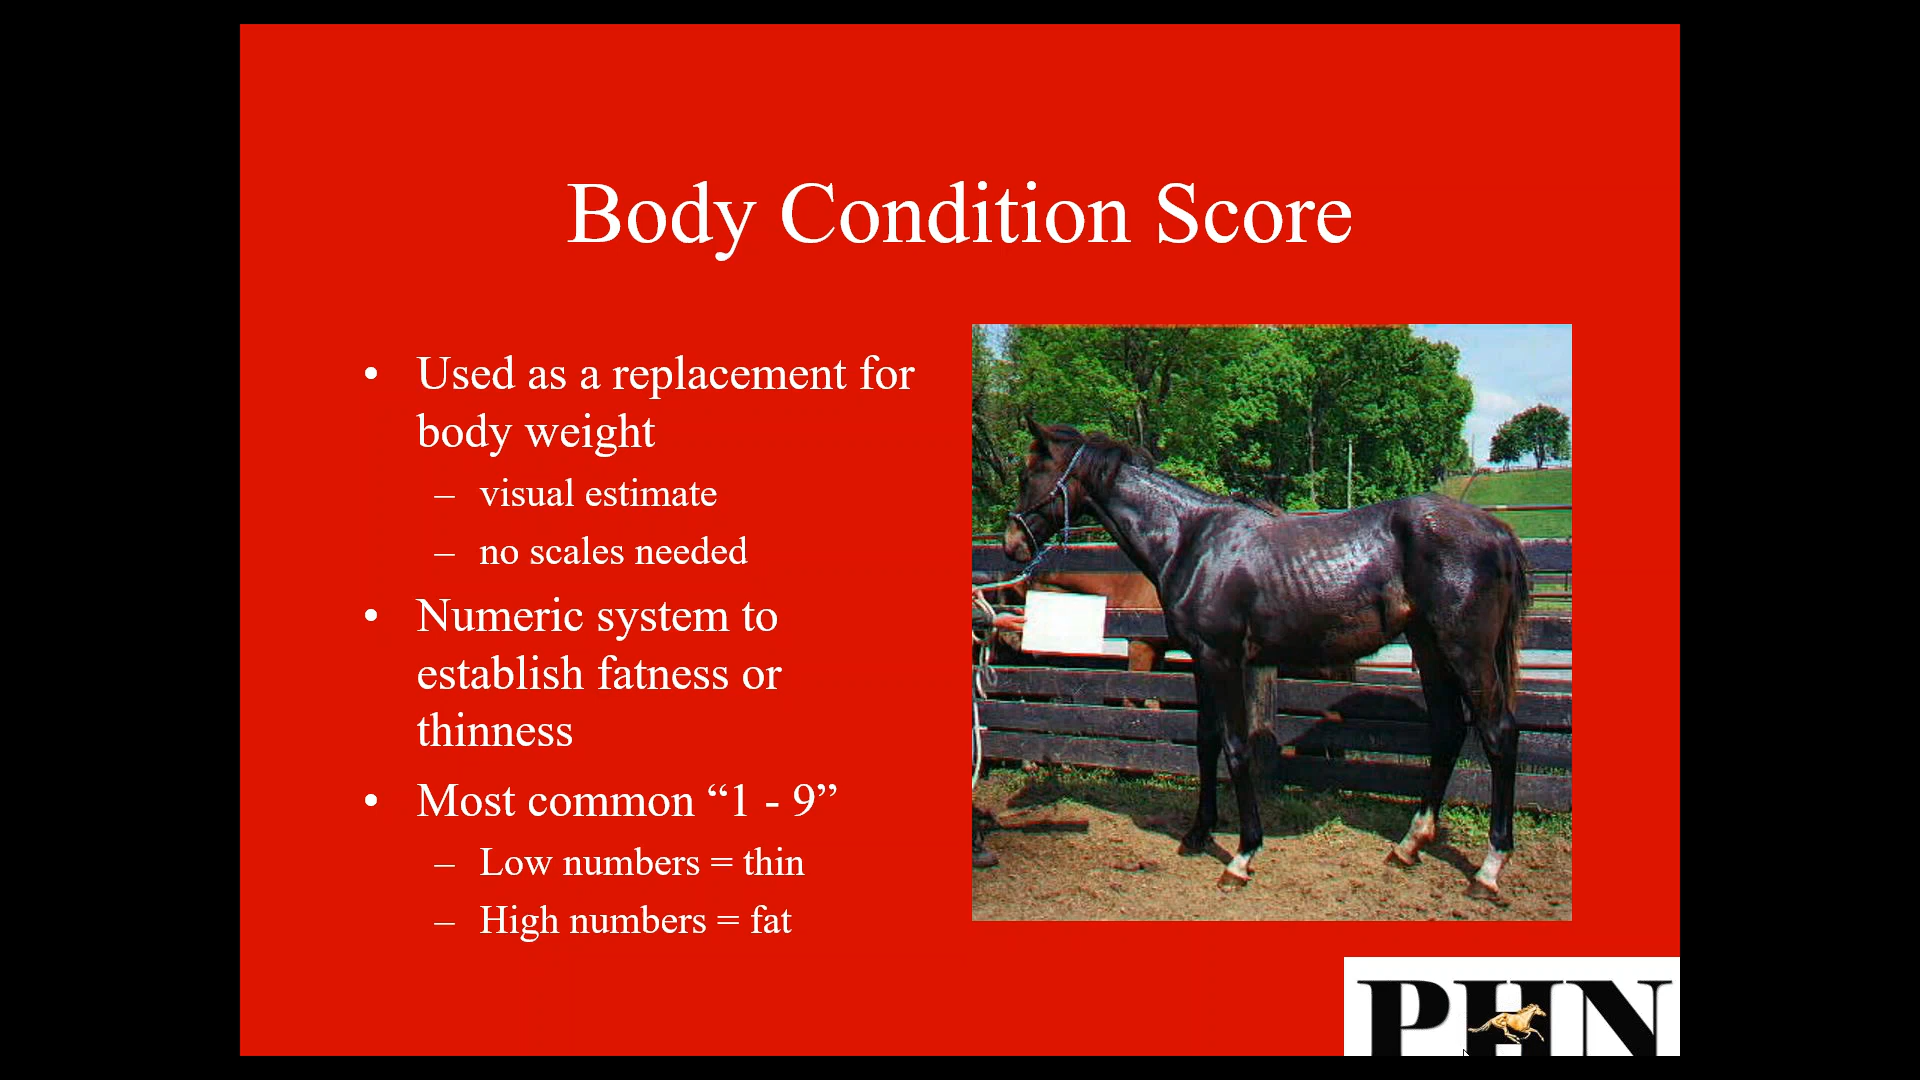 Body Condition Score
• Used as a replacement for
body weight
– visual estimate
– no scales needed
• Numeric system to
establish fatness or
thinness
• Most common “1 - 9”
– Low numbers = thin
– High numbers = fat
PHN